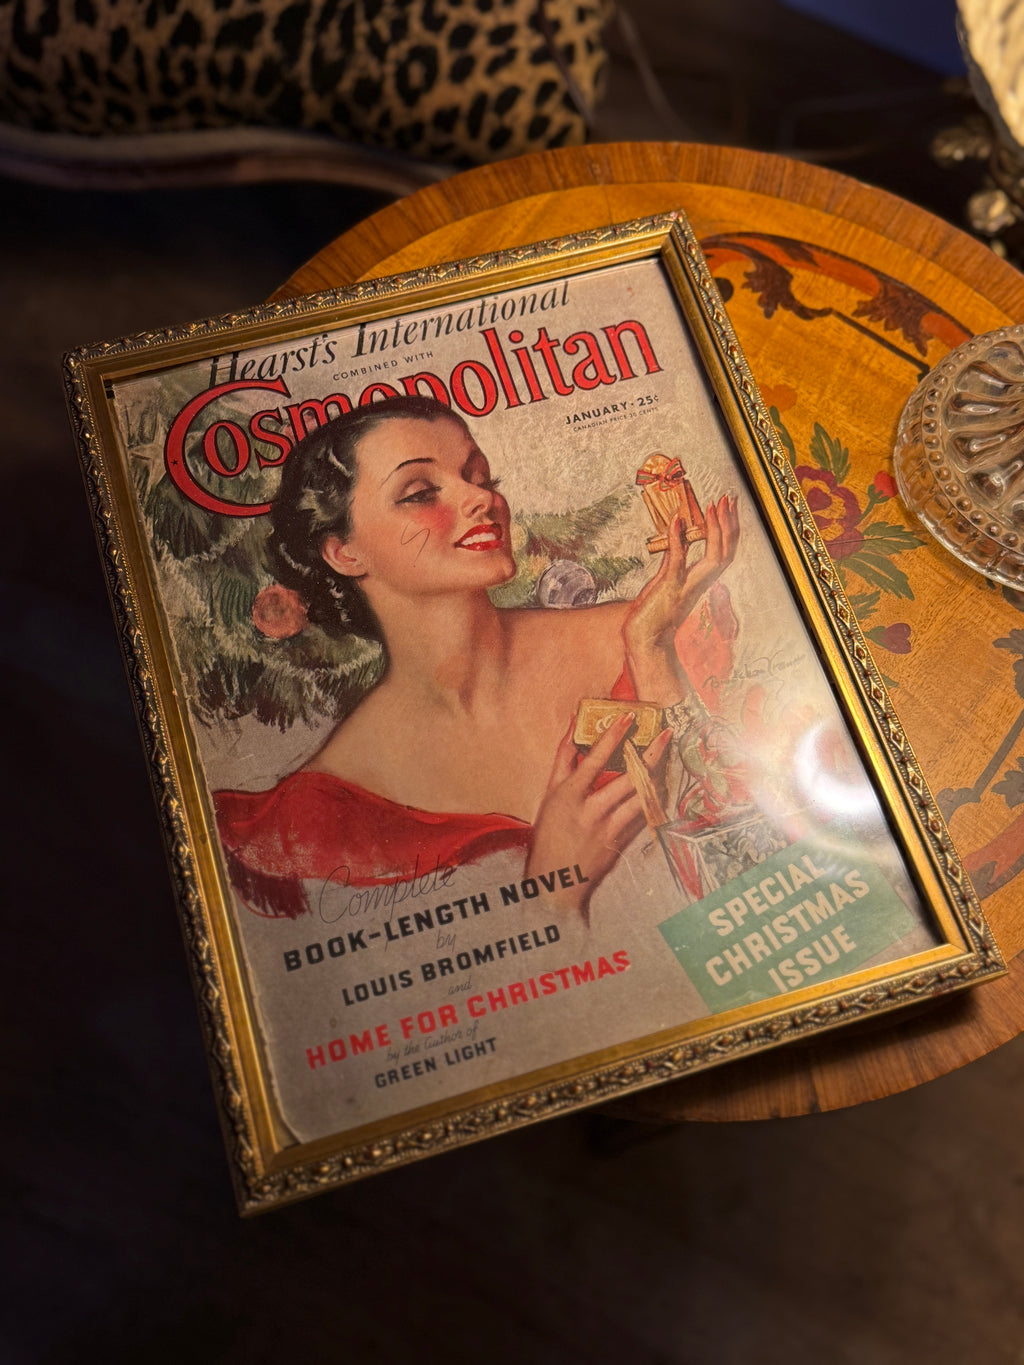 Hearst's International
COMBINED WITH
Cosmopolitan
JANUARY · 25¢
CANADIAN PRICE 30 CENTS
Complete
BOOK-LENGTH NOVEL
by
LOUIS BROMFIELD
and
HOME FOR CHRISTMAS
by the Author of
GREEN LIGHT
SPECIAL
CHRISTMAS
ISSUE